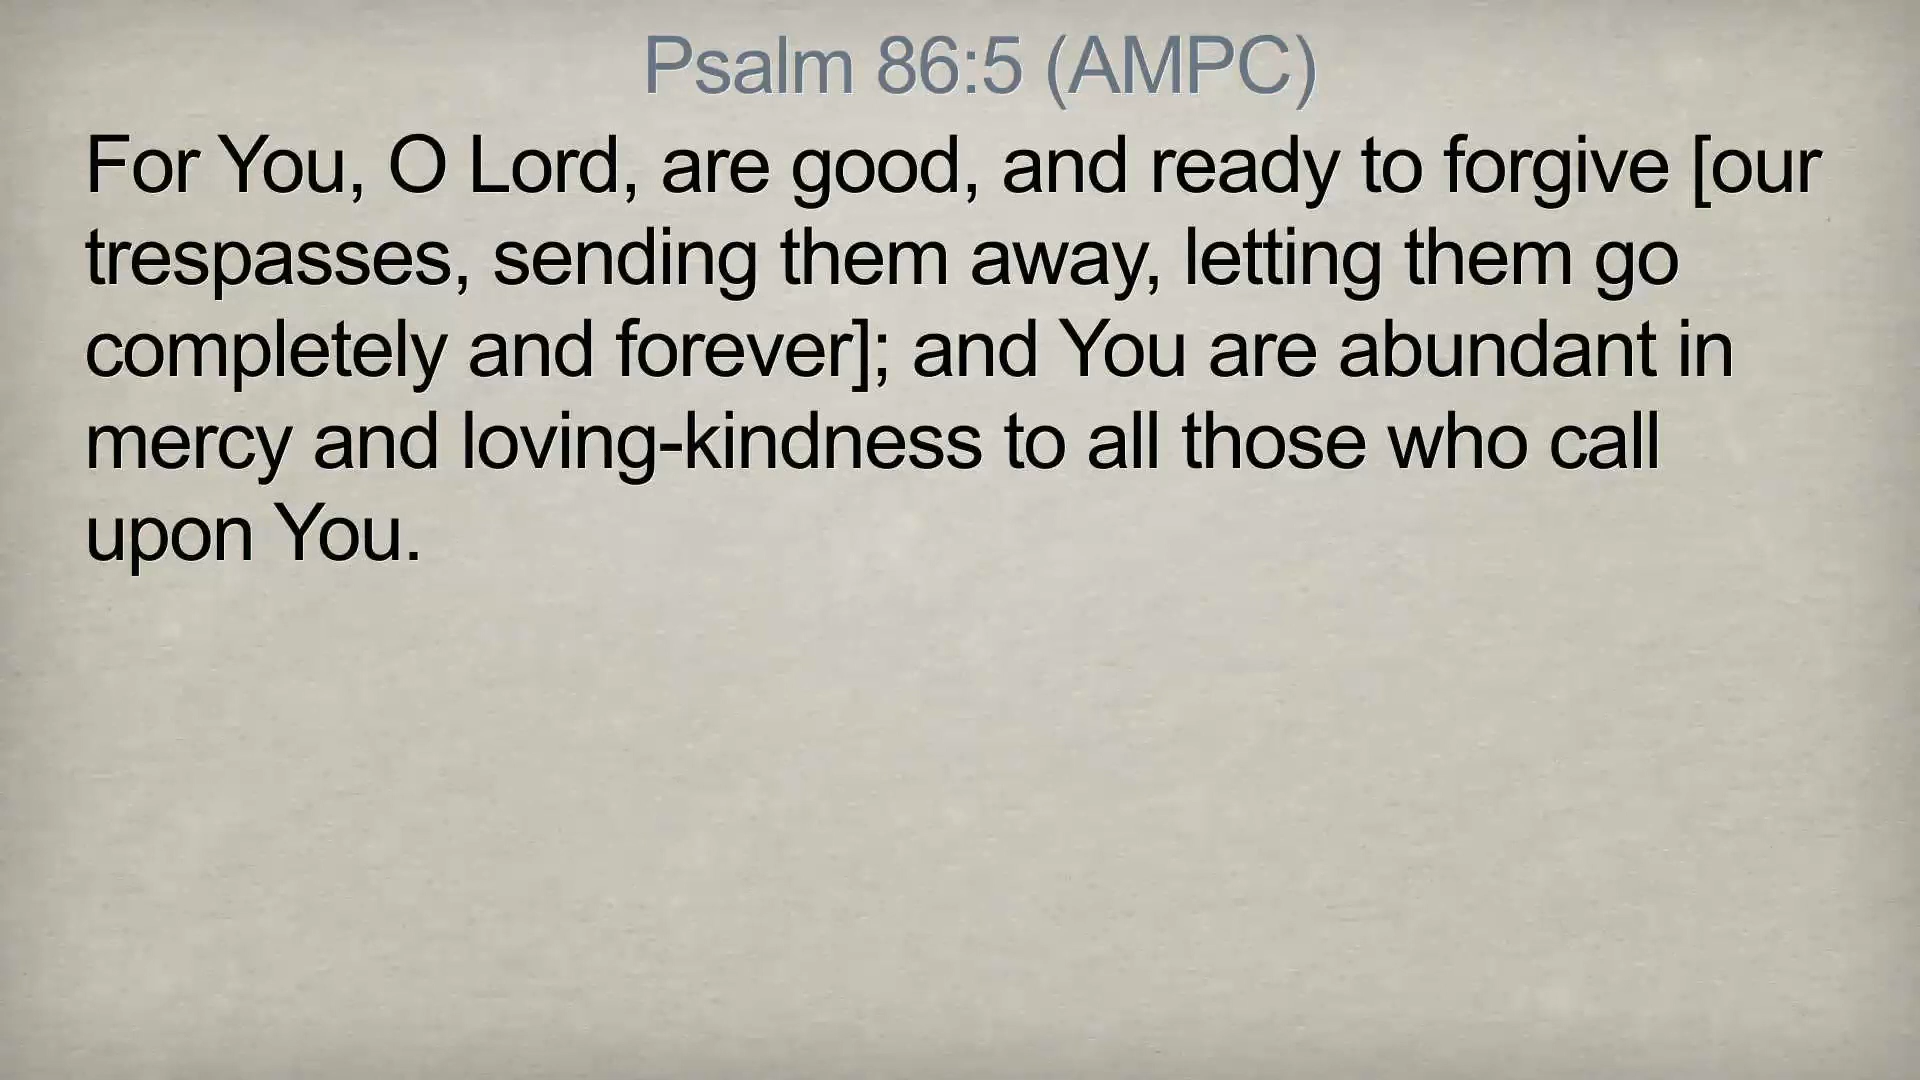 Psalm 86:5 (AMPC)
For You, O Lord, are good, and ready to forgive [our
trespasses, sending them away, letting them go
completely and forever]; and You are abundant in
mercy and loving-kindness to all those who call
upon You.